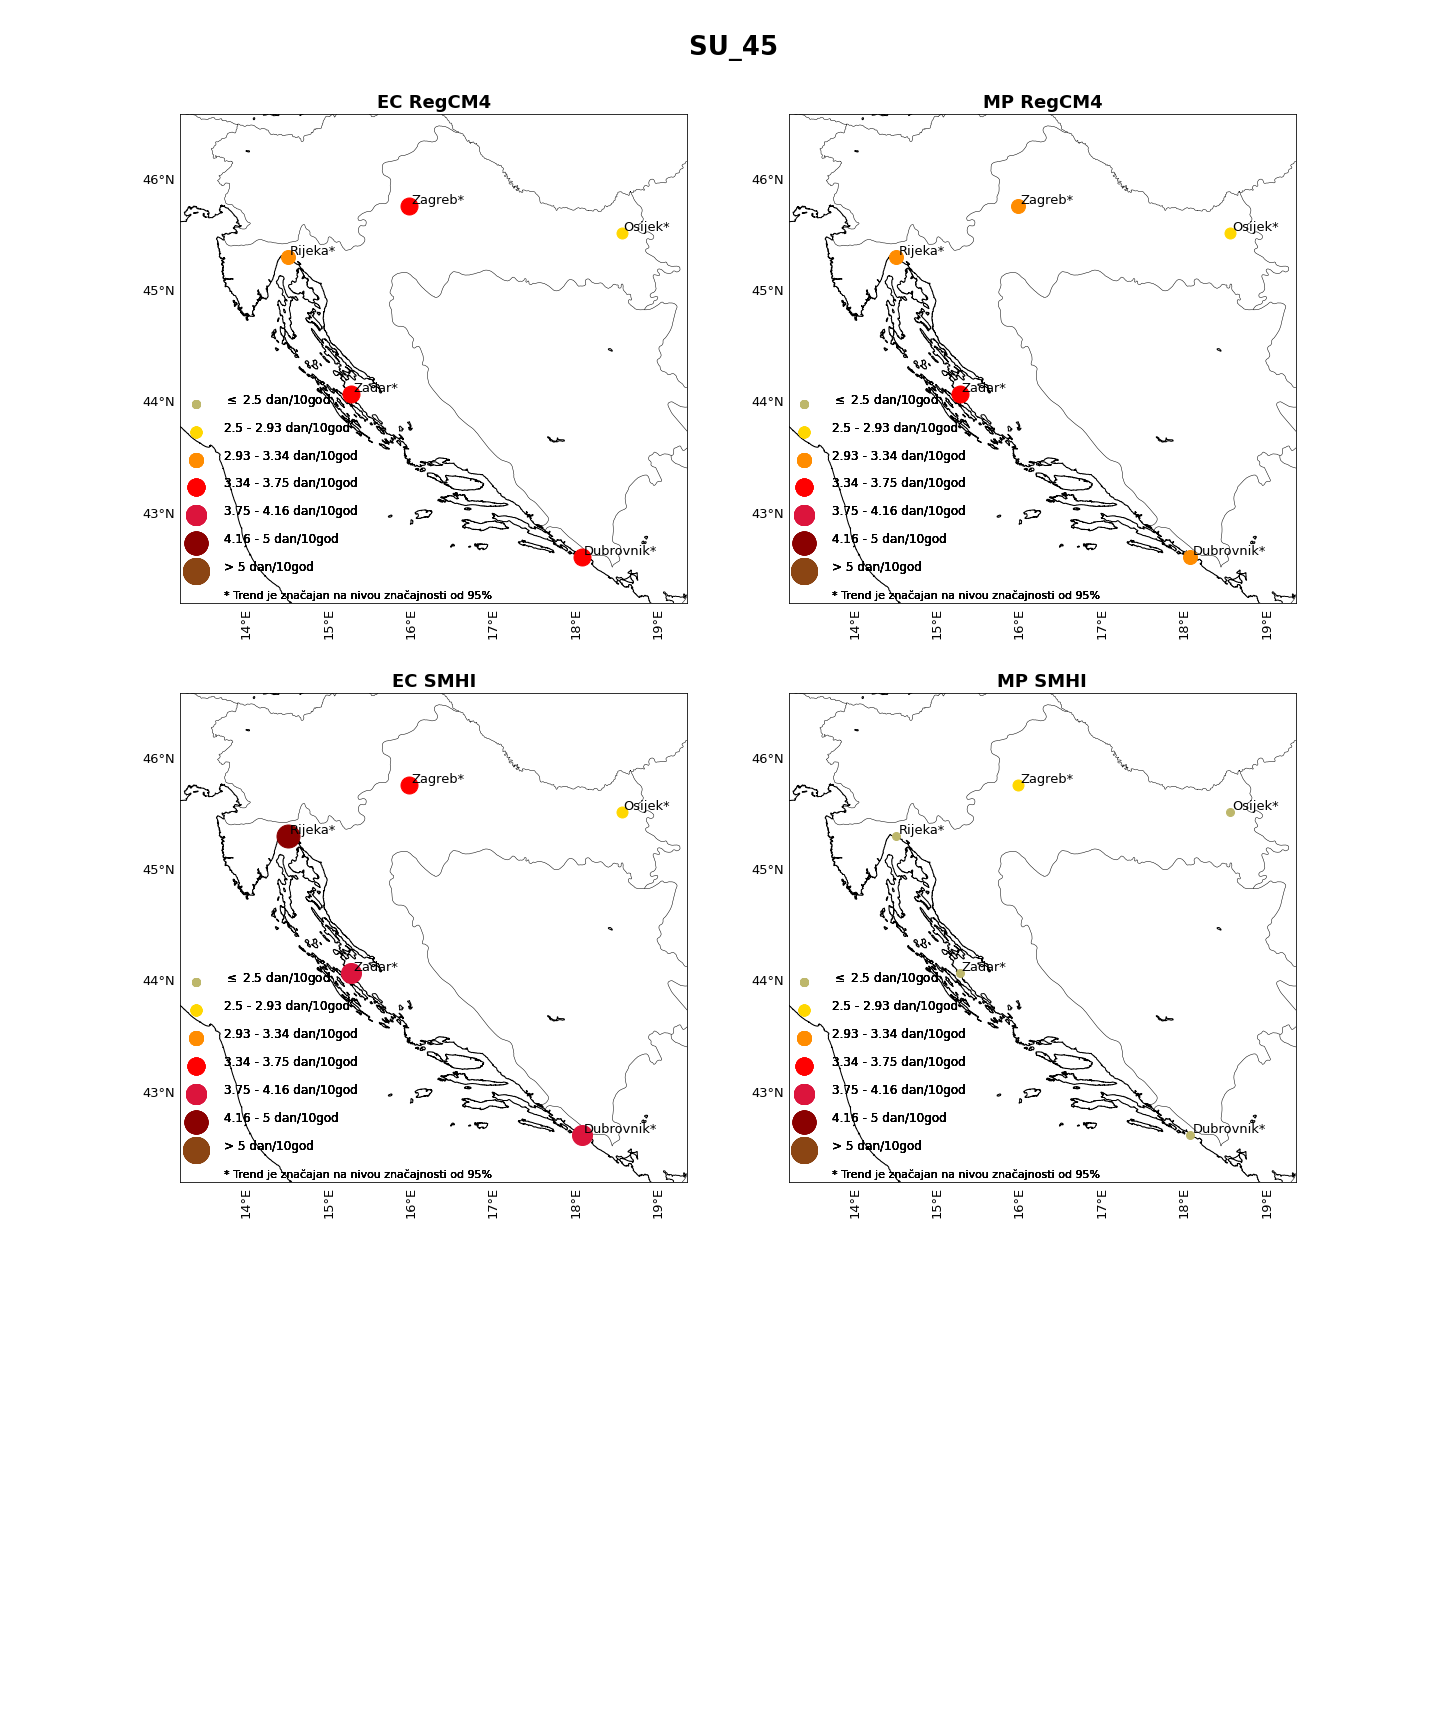 SU_45
EC RegCM4
46°N
45°N
44°N
43°N
Zagreb*
Osijek*
Rijeka*
Zadar*
≤ 2.5 dan/10god
2.5 - 2.93 dan/10god
2.93 - 3.34 dan/10god
3.34 - 3.75 dan/10god
3.75 - 4.16 dan/10god
4.16 - 5 dan/10god
Dubrovnik*
> 5 dan/10god
* Trend je značajan na nivou značajnosti od 95%
14°E 15°E 16°E 17°E 18°E 19°E
MP RegCM4
46°N
45°N
44°N
43°N
Zagreb*
Osijek*
Rijeka*
Zadar*
≤ 2.5 dan/10god
2.5 - 2.93 dan/10god
2.93 - 3.34 dan/10god
3.34 - 3.75 dan/10god
3.75 - 4.16 dan/10god
4.16 - 5 dan/10god
Dubrovnik*
> 5 dan/10god
* Trend je značajan na nivou značajnosti od 95%
14°E 15°E 16°E 17°E 18°E 19°E
EC SMHI
46°N
45°N
44°N
43°N
Zagreb*
Osijek*
Rijeka*
Zadar*
≤ 2.5 dan/10god
2.5 - 2.93 dan/10god
2.93 - 3.34 dan/10god
3.34 - 3.75 dan/10god
3.75 - 4.16 dan/10god
4.16 - 5 dan/10god
Dubrovnik*
> 5 dan/10god
* Trend je značajan na nivou značajnosti od 95%
14°E 15°E 16°E 17°E 18°E 19°E
MP SMHI
46°N
45°N
44°N
43°N
Zagreb*
Osijek*
Rijeka*
Zadar*
≤ 2.5 dan/10god
2.5 - 2.93 dan/10god
2.93 - 3.34 dan/10god
3.34 - 3.75 dan/10god
3.75 - 4.16 dan/10god
4.16 - 5 dan/10god
Dubrovnik*
> 5 dan/10god
* Trend je značajan na nivou značajnosti od 95%
14°E 15°E 16°E 17°E 18°E 19°E